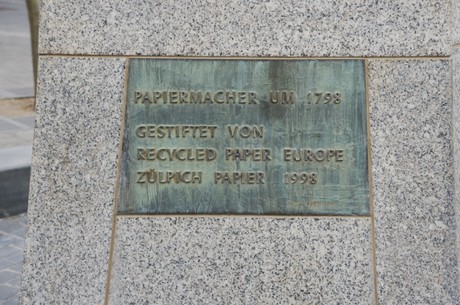 PAPIERMACHER UM 1798
GESTIFTET VON
RECYCLED PAPER EUROPE
ZÜLPICH PAPIER 1998